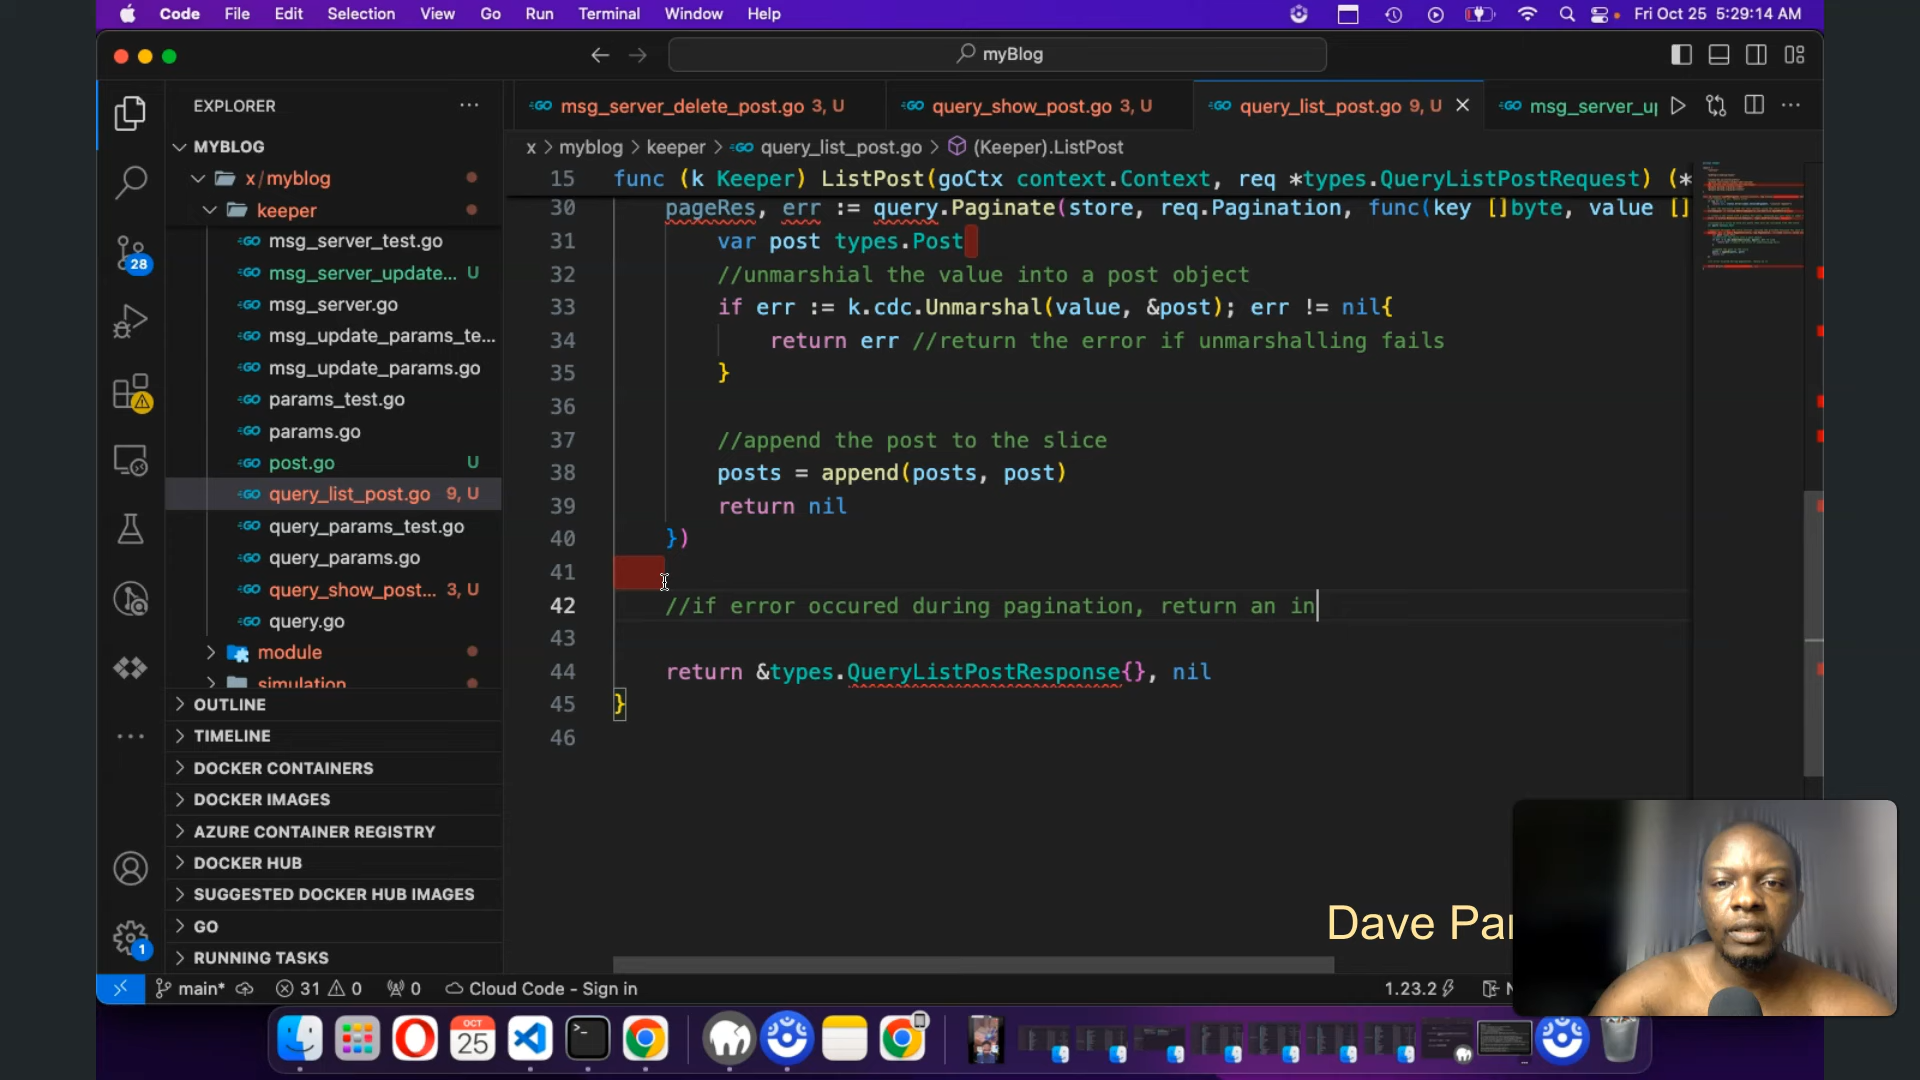 Code File Edit Selection View Go Run Terminal Window Help Fri Oct 25 5:29:14 AM
myBlog
EXPLORER
msg_server_delete_post.go 3, U
query_show_post.go 3, U
query_list_post.go 9, U
msg_server_up
x > myblog > keeper > query_list_post.go > (Keeper).ListPost
MYBLOG
x/myblog
keeper
msg_server_test.go
msg_server_update... U
msg_server.go
msg_update_params_te...
msg_update_params.go
params_test.go
params.go
post.go U
query_list_post.go 9, U
query_params_test.go
query_params.go
query_show_post... 3, U
query.go
module
simulation
OUTLINE
TIMELINE
DOCKER CONTAINERS
DOCKER IMAGES
AZURE CONTAINER REGISTRY
DOCKER HUB
SUGGESTED DOCKER HUB IMAGES
GO
RUNNING TASKS
28
1
15 func (k Keeper) ListPost(goCtx context.Context, req *types.QueryListPostRequest) (*
30 pageRes, err := query.Paginate(store, req.Pagination, func(key []byte, value []
31 var post types.Post
32 //unmarshial the value into a post object
33 if err := k.cdc.Unmarshal(value, &post); err != nil{
34 return err //return the error if unmarshalling fails
35 }
36
37 //append the post to the slice
38 posts = append(posts, post)
39 return nil
40 })
41
42 //if error occured during pagination, return an in
43
44 return &types.QueryListPostResponse{}, nil
45 }
46
Dave Par
main* 31 0 0 Cloud Code - Sign in 1.23.2
OCT
25